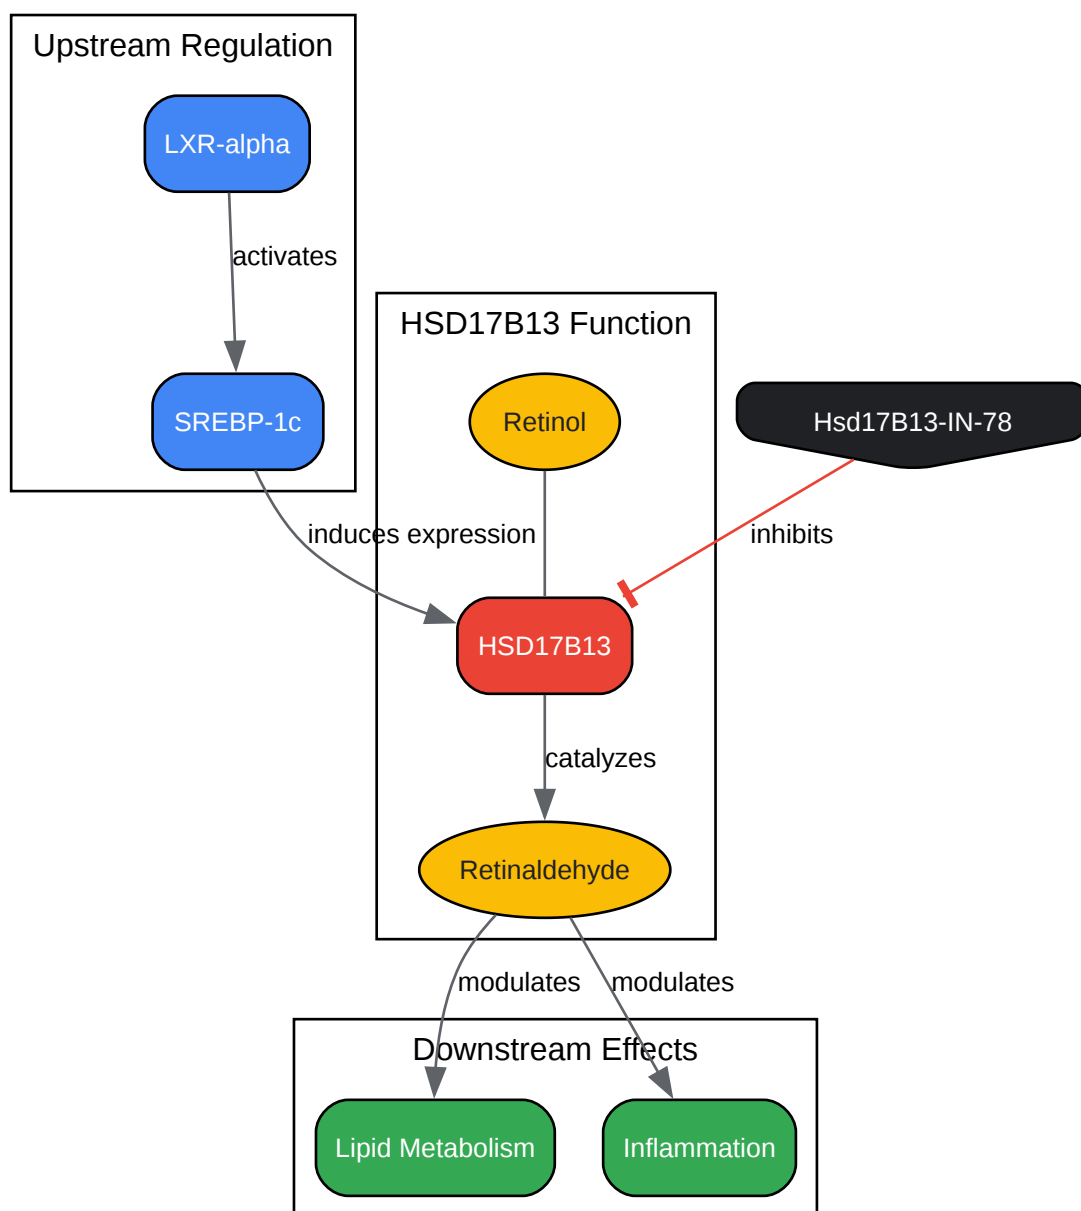 Upstream Regulation
LXR-alpha
activates
HSD17B13 Function
SREBP-1c
Retinol
Hsd17B13-IN-78
induces expression
inhibits
HSD17B13
catalyzes
Retinaldehyde
modulates
modulates
Downstream Effects
Lipid Metabolism
Inflammation